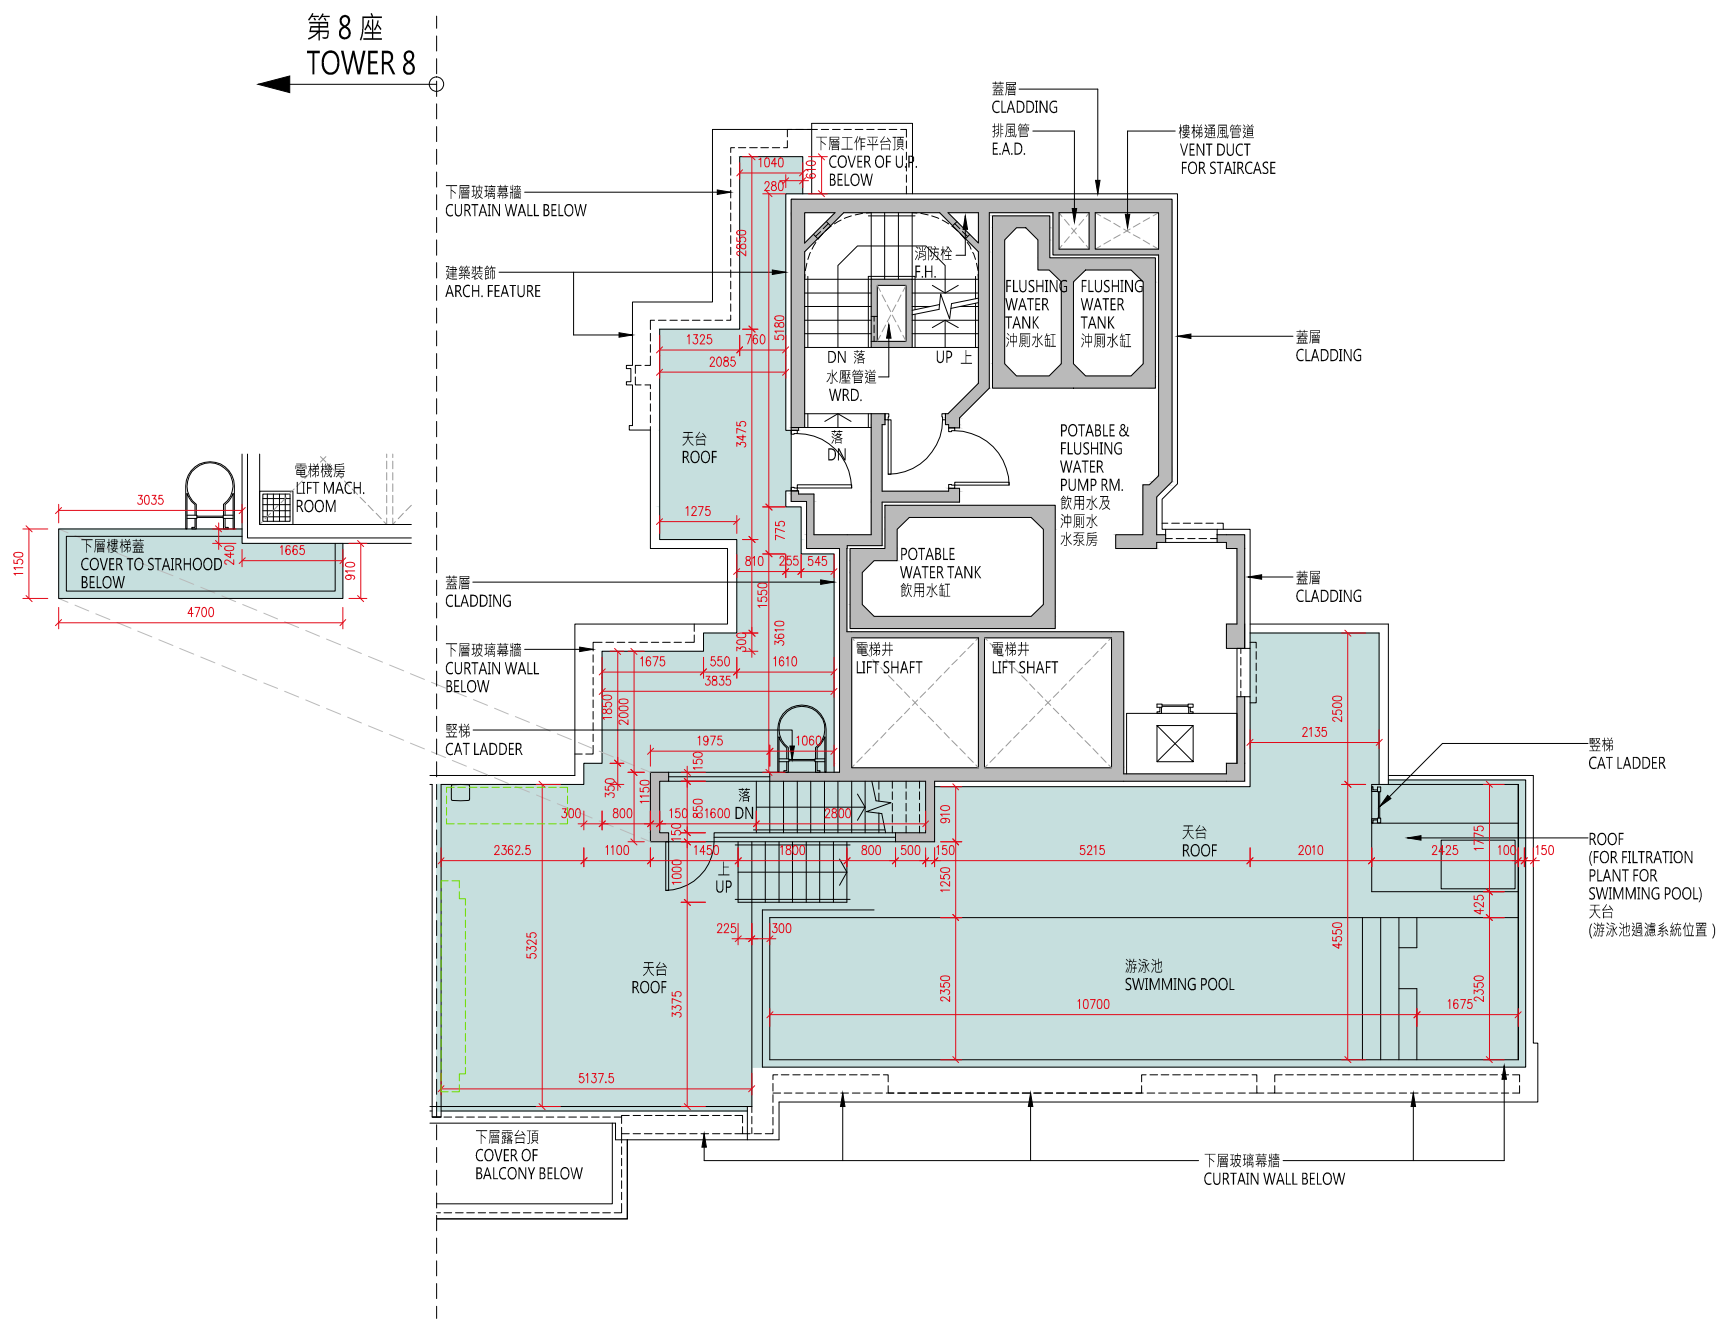 第 8 座
TOWER 8
蓋層
CLADDING
排風管
E.A.D.
樓梯通風管道
VENT DUCT
FOR STAIRCASE
下層工作平台頂
COVER OF U.P.
BELOW
1040
610
280
下層玻璃幕牆
CURTAIN WALL BELOW
2850
消防栓
F.H.
建築裝飾
ARCH. FEATURE
FLUSHING
WATER
TANK
沖廁水缸
FLUSHING
WATER
TANK
沖廁水缸
5180
1325
760
2085
DN 落
UP 上
水壓管道
WRD.
蓋層
CLADDING
3475
天台
ROOF
落
DN
POTABLE &
FLUSHING
WATER
PUMP RM.
飲用水及
沖廁水
水泵房
電梯機房
LIFT MACH.
ROOM
3035
1275
775
1150
下層樓梯蓋
COVER TO STAIRHOOD
BELOW
240
1665
910
4700
810
255
545
1550
POTABLE
WATER TANK
飲用水缸
蓋層
CLADDING
蓋層
CLADDING
300
3610
下層玻璃幕牆
CURTAIN WALL
BELOW
1675
550
1610
3835
電梯井
LIFT SHAFT
電梯井
LIFT SHAFT
1850
2000
2500
豎梯
CAT LADDER
1975
1060
2135
豎梯
CAT LADDER
150
350
1150
850
落
DN
300
800
150
1600
2800
150
910
天台
ROOF
1775
ROOF
(FOR FILTRATION
PLANT FOR
SWIMMING POOL)
天台
(游泳池過濾系統位置)
2362.5
1100
1450
1800
800
500
150
5215
2010
2425
100
150
上
UP
1000
1250
425
225
300
5325
4550
天台
ROOF
游泳池
SWIMMING POOL
3375
2350
10700
1675
2350
5137.5
下層露台頂
COVER OF
BALCONY BELOW
下層玻璃幕牆
CURTAIN WALL BELOW